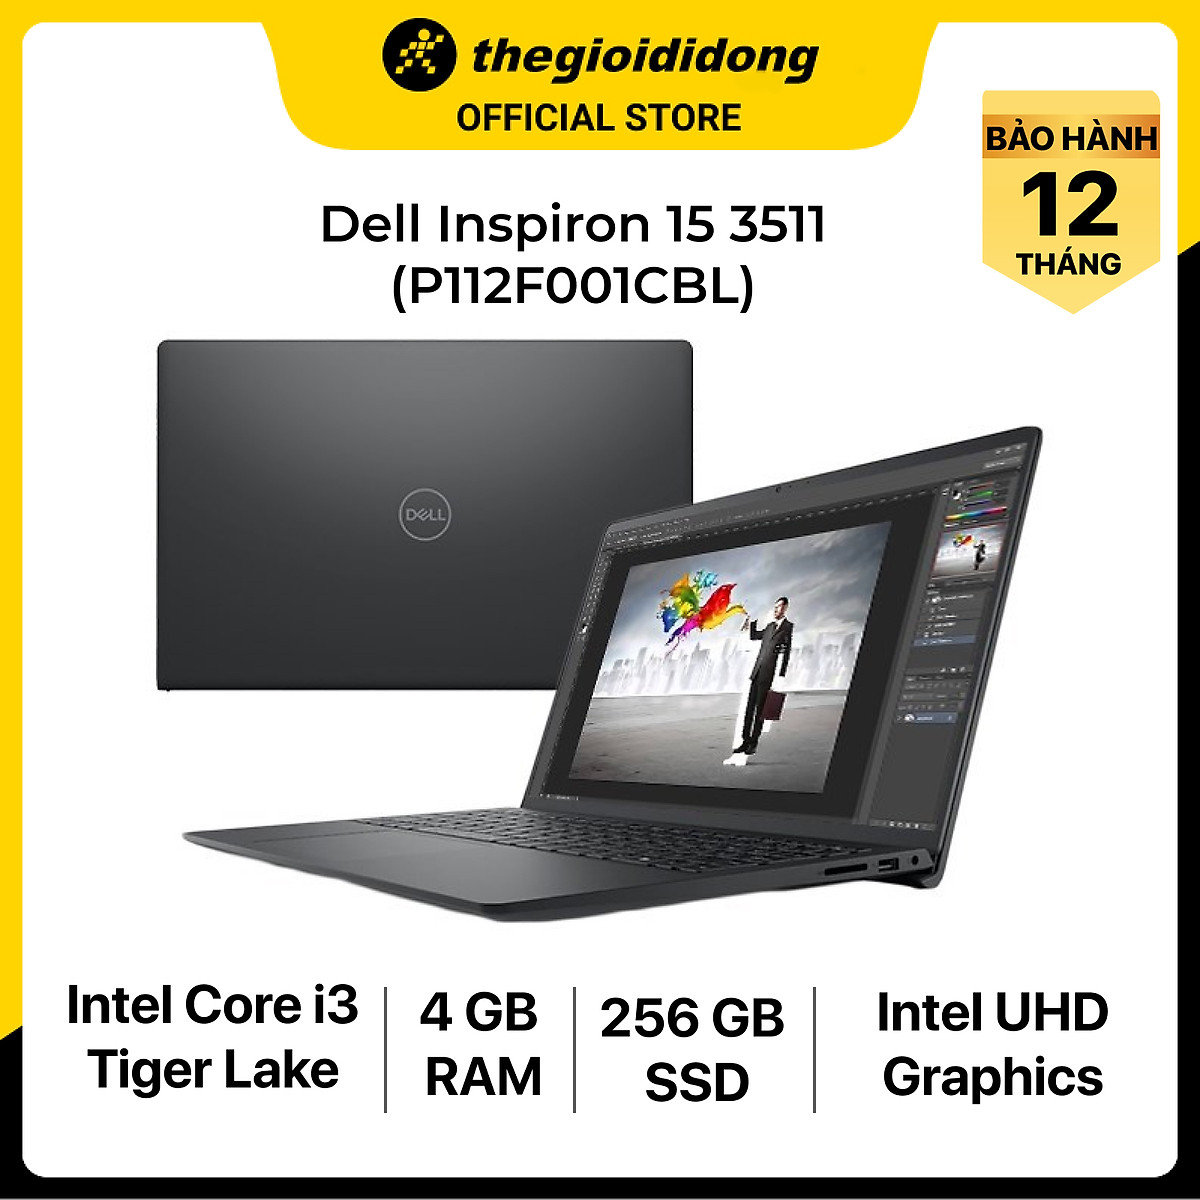 thegioididong
OFFICIAL STORE
BẢO HÀNH
12
THÁNG
Dell Inspiron 15 3511
(P112F001CBL)
DELL
Intel Core i3
Tiger Lake
4 GB
RAM
256 GB
SSD
Intel UHD
Graphics